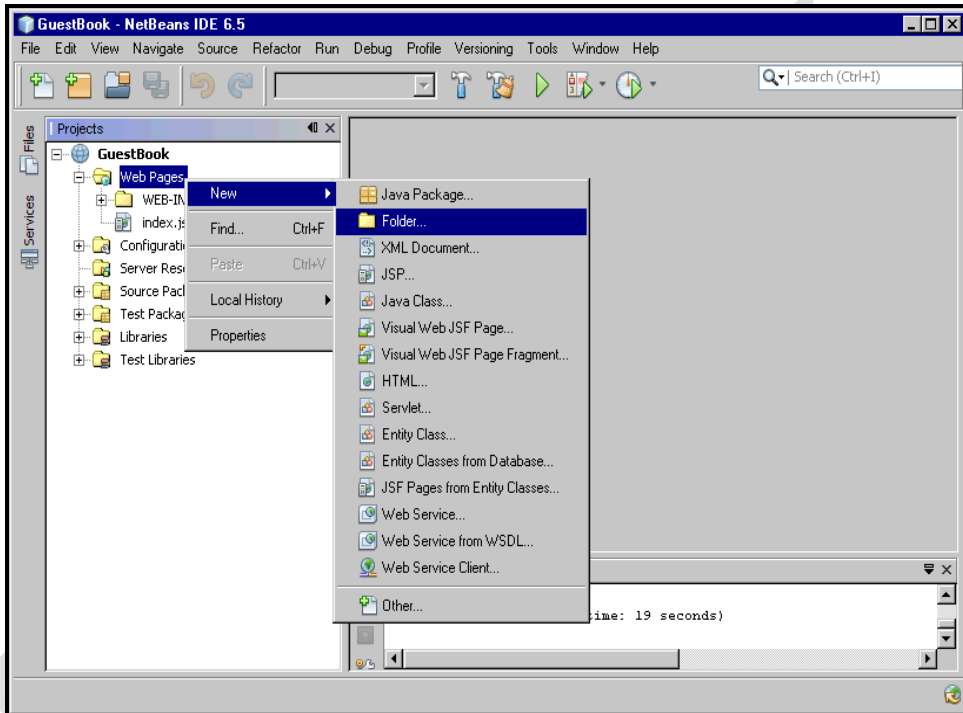 GuestBook - NetBeans IDE 6.5
File Edit View Navigate Source Refactor Run Debug Profile Versioning Tools Window Help
Search (Ctrl+I)
Files
Services
Projects
GuestBook
Web Pages
WEB-IN
index.js
Configurati
Server Res
Source Pac
Test Packag
Libraries
Test Libraries
New
Find... Ctrl+F
Paste Ctrl+V
Local History
Properties
Java Package...
Folder...
XML Document...
JSP...
Java Class...
Visual Web JSF Page...
Visual Web JSF Page Fragment...
HTML...
Servlet...
Entity Class...
Entity Classes from Database...
JSF Pages from Entity Classes...
Web Service...
Web Service from WSDL...
Web Service Client...
Other...
time: 19 seconds)